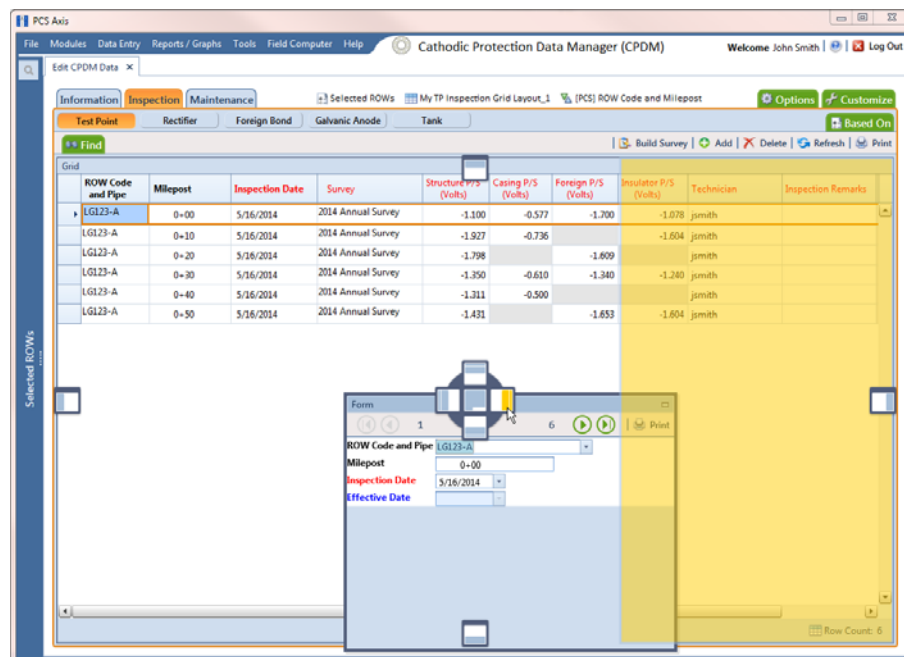 PCS Axis
File Modules Data Entry Reports / Graphs Tools Field Computer Help Cathodic Protection Data Manager (CPDM) Welcome John Smith Log Out
Edit CPDM Data
Information Inspection Maintenance Selected ROWs My TP Inspection Grid Layout_1 [PCS] ROW Code and Milepost Options Customize
Test Point Rectifier Foreign Bond Galvanic Anode Tank Based On
Find Build Survey Add Delete Refresh Print
Grid
ROW Code and Pipe Milepost Inspection Date Survey Structure P/S (Volts) Casing P/S (Volts) Foreign P/S (Volts) Insulator P/S (Volts) Technician Inspection Remarks
LG123-A 0+00 5/16/2014 2014 Annual Survey -1.100 -0.577 -1.700 -1.078 jsmith
LG123-A 0+10 5/16/2014 2014 Annual Survey -1.927 -0.736 -1.604 jsmith
LG123-A 0+20 5/16/2014 2014 Annual Survey -1.798 -1.609 jsmith
LG123-A 0+30 5/16/2014 2014 Annual Survey -1.350 -0.610 -1.340 -1.240 jsmith
LG123-A 0+40 5/16/2014 2014 Annual Survey -1.311 -0.500 jsmith
LG123-A 0+50 5/16/2014 2014 Annual Survey -1.431 -1.653 -1.604 jsmith
Selected ROWs
Form
1 6 Print
ROW Code and Pipe LG123-A
Milepost 0+00
Inspection Date 5/16/2014
Effective Date
Row Count: 6